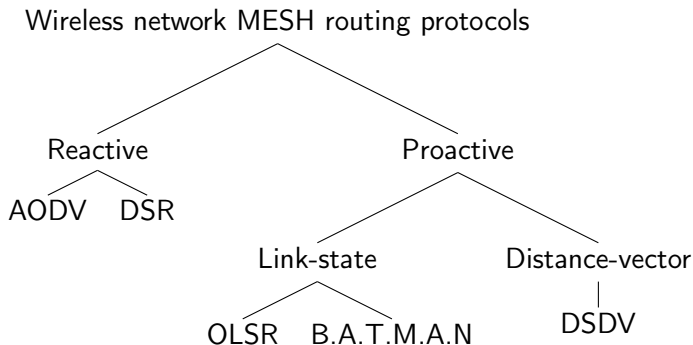 Wireless network MESH routing protocols
Reactive
Proactive
AODV
DSR
Link-state
Distance-vector
OLSR
B.A.T.M.A.N
DSDV